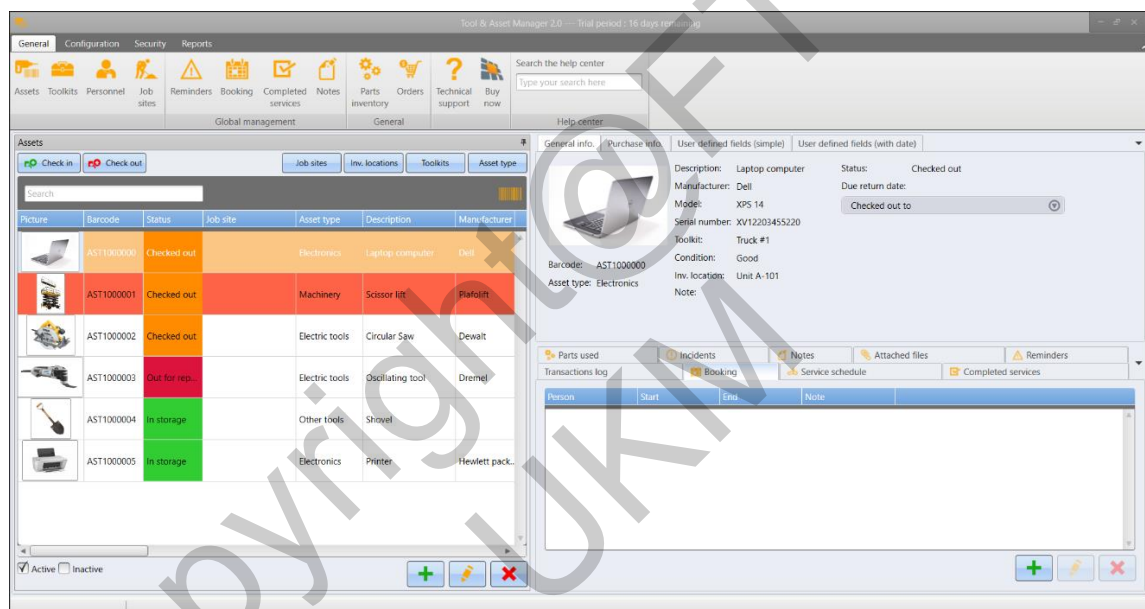 Tool & Asset Manager 2.0 — Trial period : 16 days remaining
General Configuration Security Reports
Assets Toolkits Personnel Job sites Reminders Booking Completed services Notes Parts inventory Orders Technical support Buy now
Search the help center
Type your search here
Global management General Help center
Assets
Check in Check out Job sites Inv. locations Toolkits Asset type
Search
Picture Barcode Status Job site Asset type Description Manufacturer
AST1000000 Checked out Electronics Laptop computer Dell
AST1000001 Checked out Machinery Scissor lift Plafolift
AST1000002 Checked out Electric tools Circular Saw Dewalt
AST1000003 Out for rep... Electric tools Oscillating tool Dremel
AST1000004 In storage Other tools Shovel
AST1000005 In storage Electronics Printer Hewlett pack...
Active Inactive
General info. Purchase info. User defined fields (simple) User defined fields (with date)
Description: Laptop computer
Manufacturer: Dell
Model: XPS 14
Serial number: XV12203455220
Toolkit: Truck #1
Condition: Good
Inv. location: Unit A-101
Note:
Status: Checked out
Due return date:
Checked out to
Barcode: AST1000000
Asset type: Electronics
Parts used Incidents Notes Attached files Reminders
Transactions log Booking Service schedule Completed services
Person Start End Note
pyright@FT
UKM